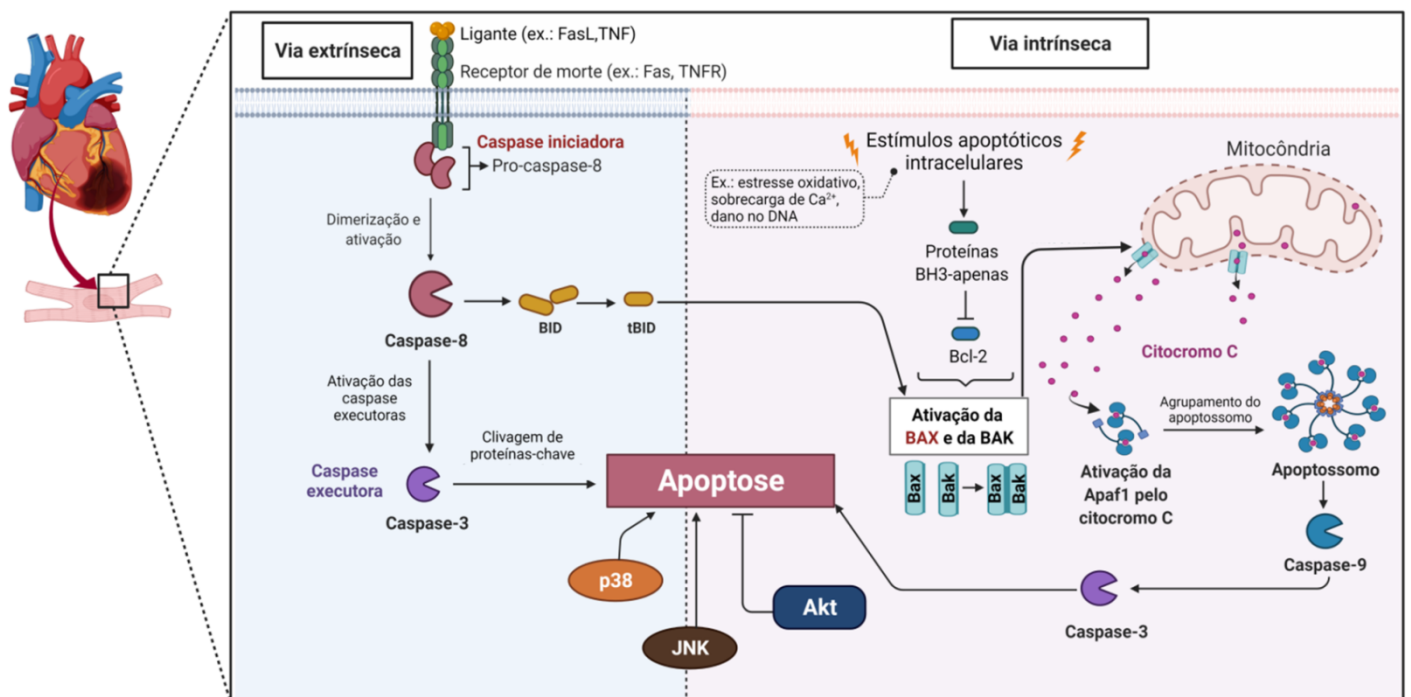 Via extrínseca
Ligante (ex.: FasL,TNF)
Receptor de morte (ex.: Fas, TNFR)
Caspase iniciadora
Pro-caspase-8
Dimerização e
ativação
Caspase-8
BID
tBID
Ativação das
caspase
executoras
Caspase
executora
Caspase-3
Clivagem de
proteínas-chave
Apoptose
p38
JNK
Akt
Via intrínseca
Estímulos apoptóticos
intracelulares
Ex.: estresse oxidativo,
sobrecarga de Ca²⁺,
dano no DNA
Proteínas
BH3-apenas
Bcl-2
Ativação da
BAX e da BAK
Bax
Bak
Bax
Bak
Mitocôndria
Citocromo C
Ativação da
Apaf1 pelo
citocromo C
Agrupamento do
apoptossomo
Apoptossomo
Caspase-9
Caspase-3